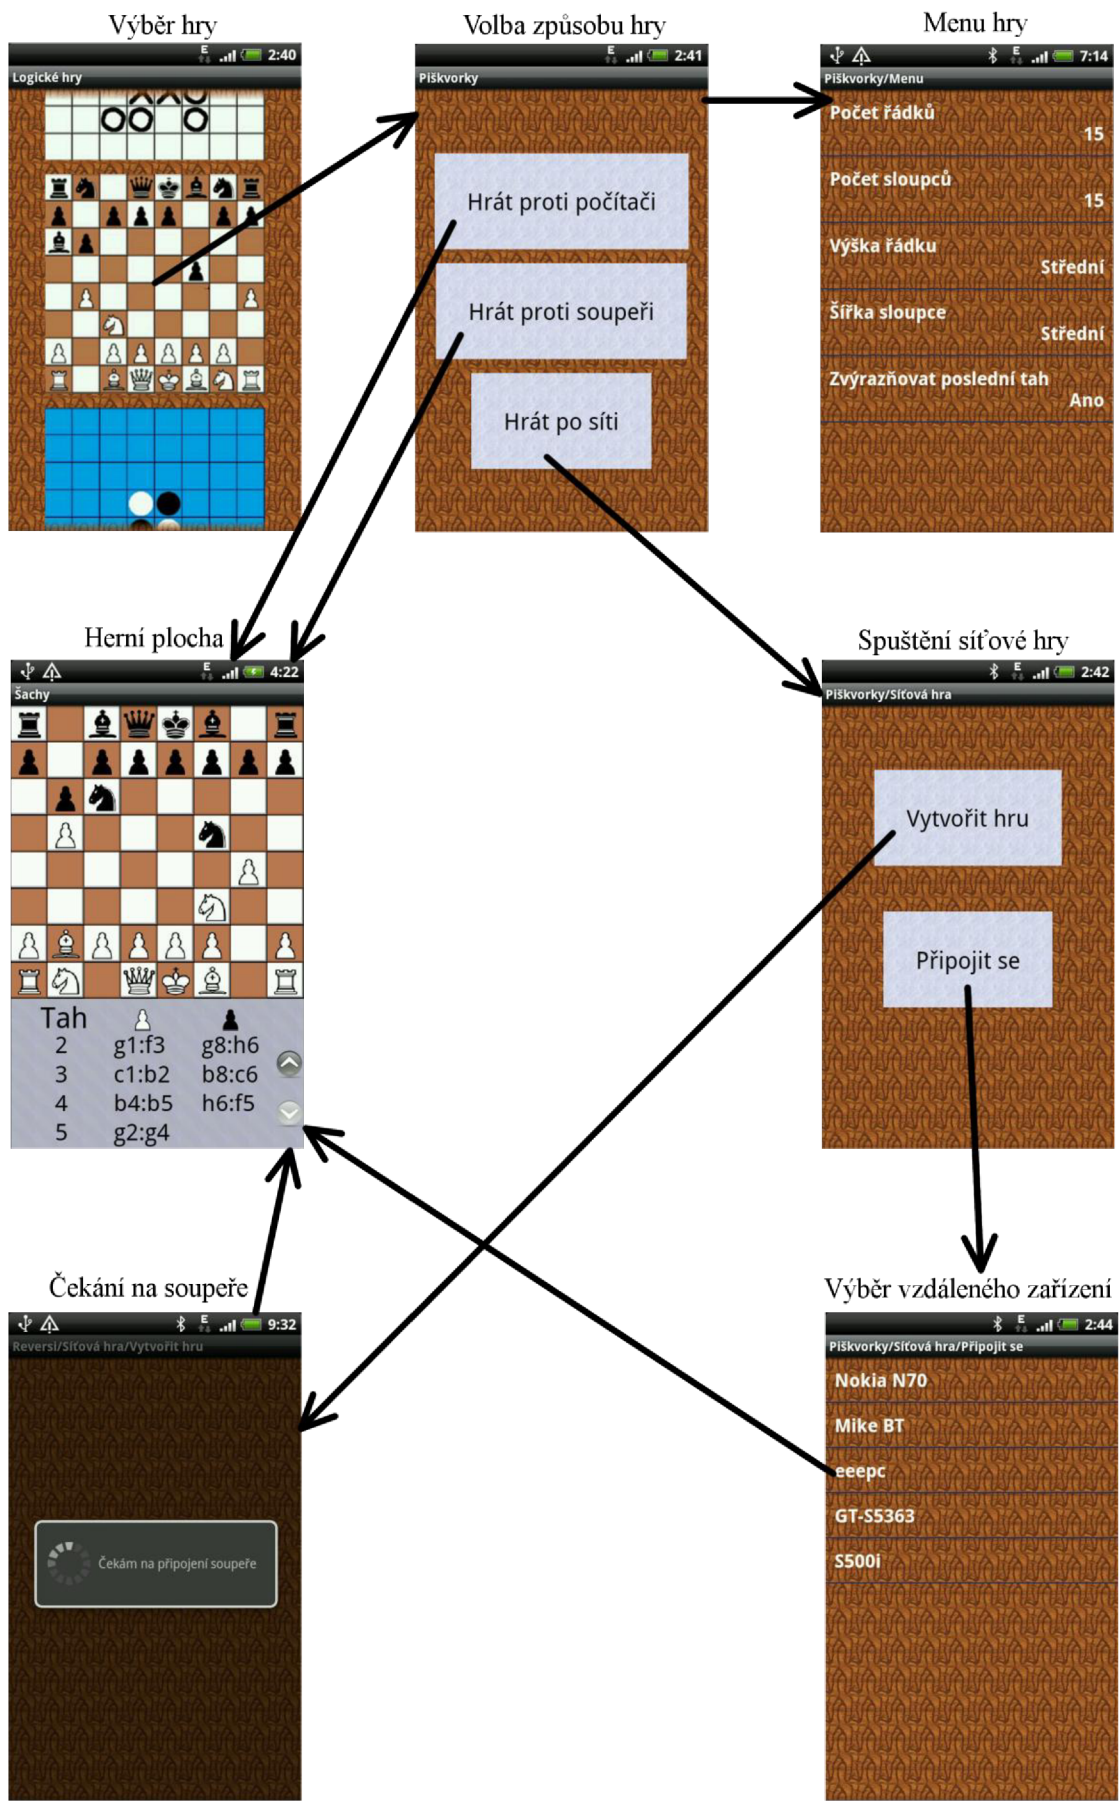 Výběr hry
E
2:40
Logické hry
Volba způsobu hry
E
2:41
Piškvorky
Hrát proti počítači
Hrát proti soupeři
Hrát po síti
Menu hry
E
7:14
Piškvorky/Menu
Počet řádků
15
Počet sloupců
15
Výška řádku
Střední
Šířka sloupce
Střední
Zvýrazňovat poslední tah
Ano
Herní plocha
E
4:22
Šachy
Tah
2 g1:f3 g8:h6
3 c1:b2 b8:c6
4 b4:b5 h6:f5
5 g2:g4
Spuštění síťové hry
E
2:42
Piškvorky/Síťová hra
Vytvořit hru
Připojit se
Čekání na soupeře
E
9:32
Reversi/Síťová hra/Vytvořit hru
Čekám na připojení soupeře
Výběr vzdáleného zařízení
E
2:44
Piškvorky/Síťová hra/Připojit se
Nokia N70
Mike BT
eeepc
GT-S5363
S500i